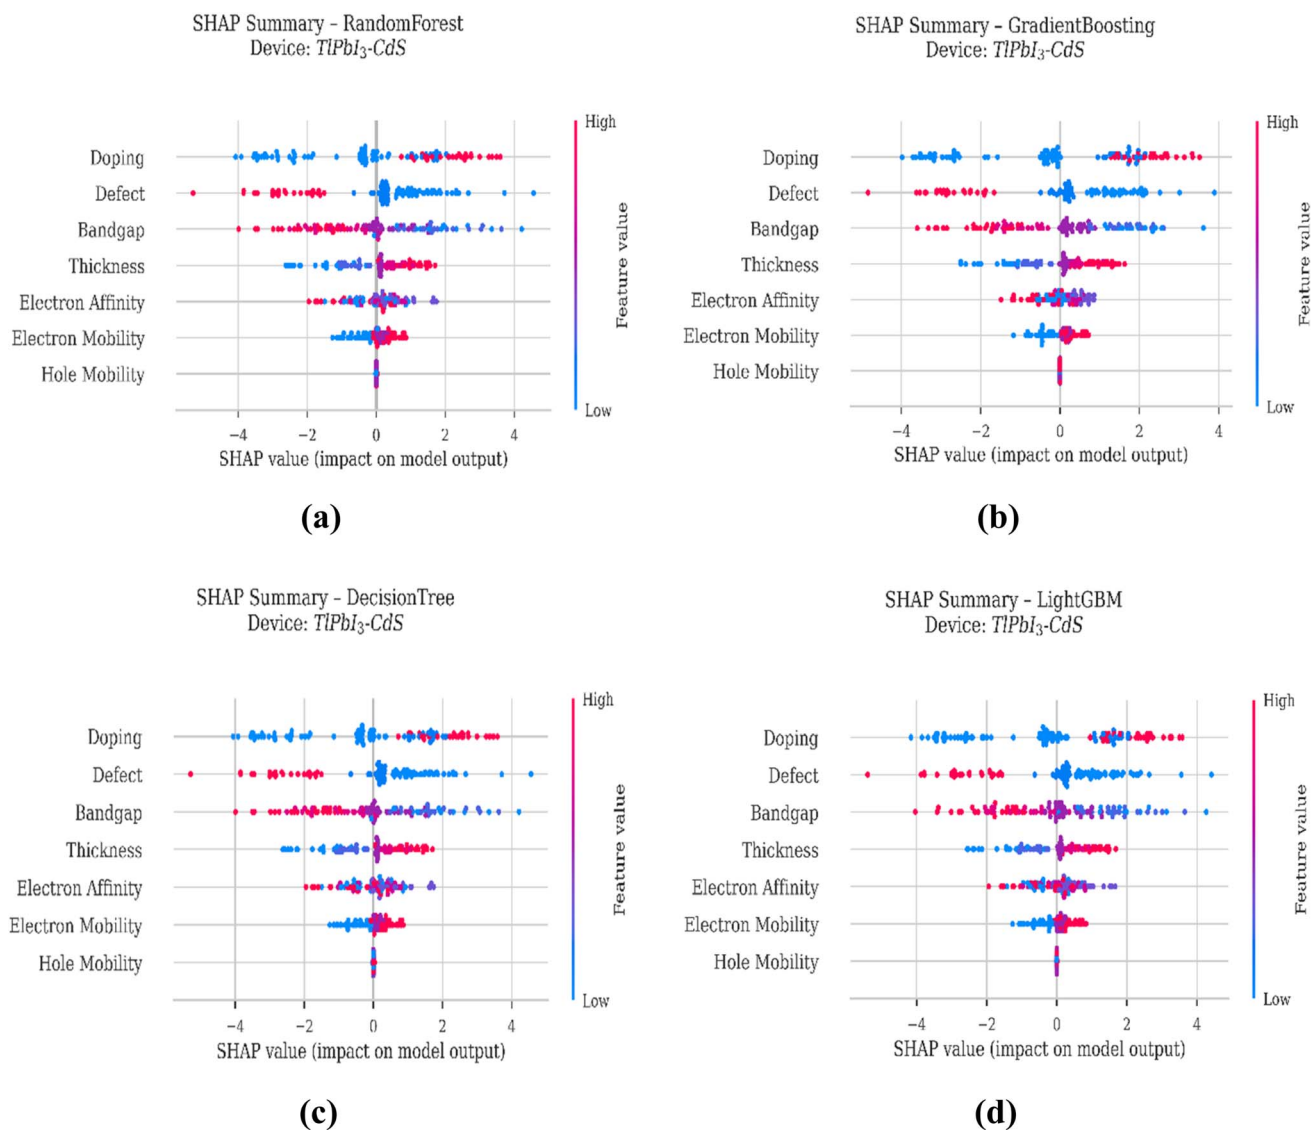 SHAP Summary – RandomForest
Device: TlPbI₃-CdS
High
Doping
Defect
Bandgap
Thickness
Electron Affinity
Electron Mobility
Hole Mobility
Feature value
Low
−4 −2 0 2 4
SHAP value (impact on model output)
(a)
SHAP Summary – GradientBoosting
Device: TlPbI₃-CdS
High
Doping
Defect
Bandgap
Thickness
Electron Affinity
Electron Mobility
Hole Mobility
Feature value
Low
−4 −2 0 2 4
SHAP value (impact on model output)
(b)
SHAP Summary – DecisionTree
Device: TlPbI₃-CdS
High
Doping
Defect
Bandgap
Thickness
Electron Affinity
Electron Mobility
Hole Mobility
Feature value
Low
−4 −2 0 2 4
SHAP value (impact on model output)
(c)
SHAP Summary – LightGBM
Device: TlPbI₃-CdS
High
Doping
Defect
Bandgap
Thickness
Electron Affinity
Electron Mobility
Hole Mobility
Feature value
Low
−4 −2 0 2 4
SHAP value (impact on model output)
(d)